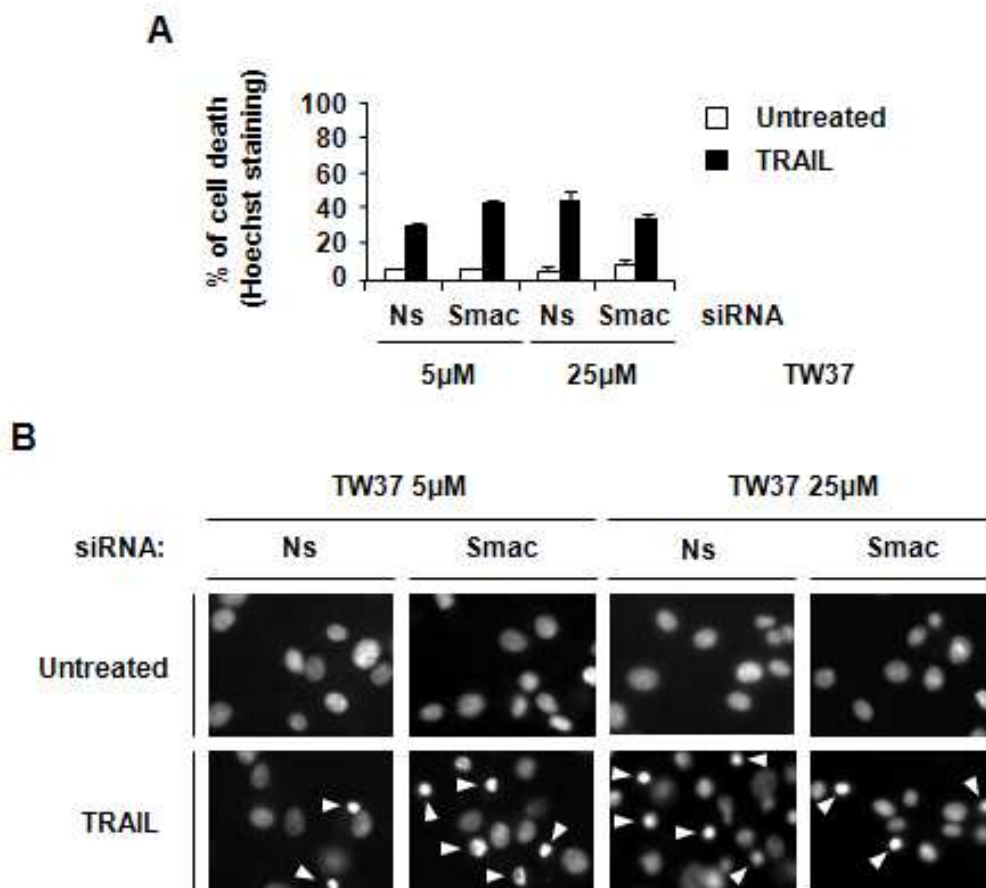 A
% of cell death
(Hoechst staining)
100
80
60
40
20
0
Untreated
TRAIL
Ns Smac Ns Smac siRNA
5µM 25µM TW37
B
TW37 5µM TW37 25µM
siRNA: Ns Smac Ns Smac
Untreated
TRAIL